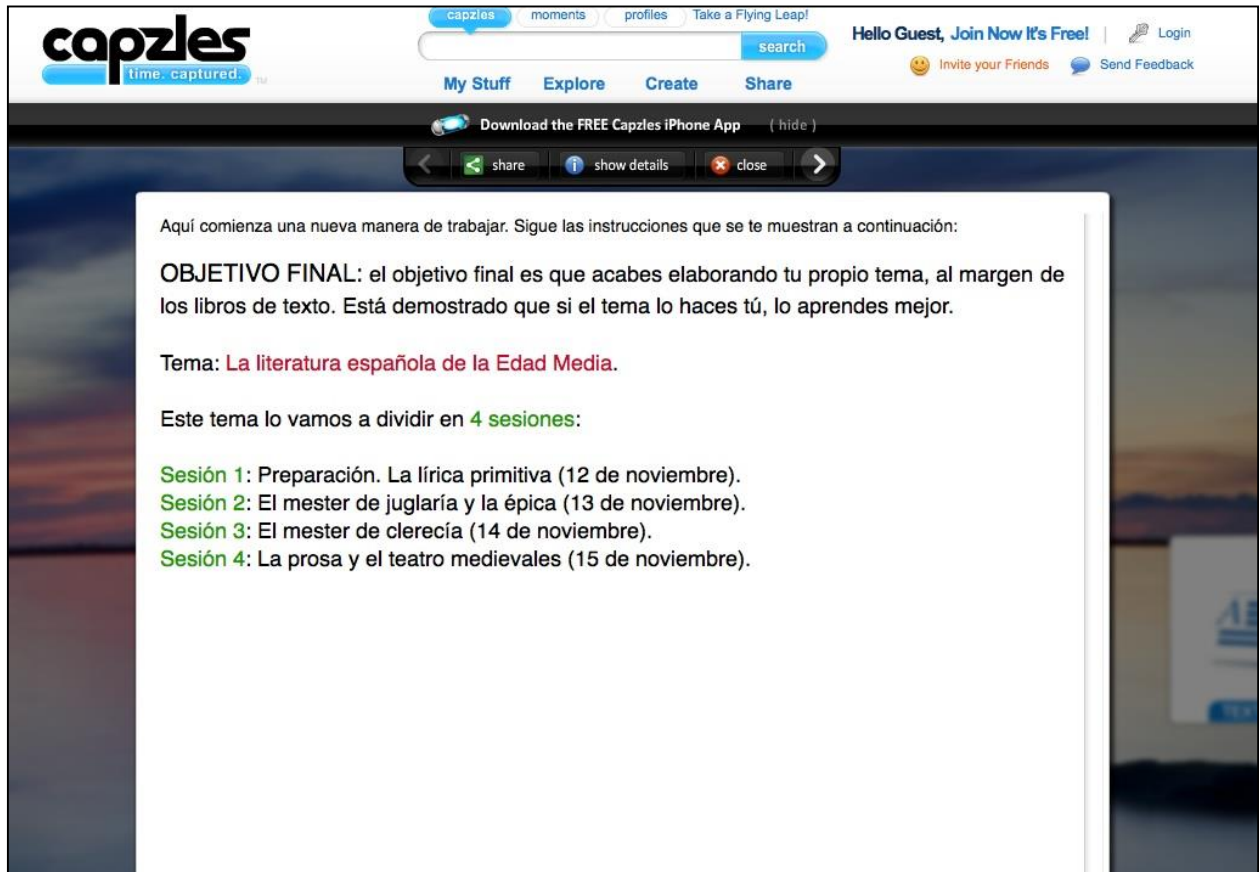 capzles
time. captured.
TM
capzles moments profiles Take a Flying Leap!
search
My Stuff Explore Create Share
Hello Guest, Join Now It's Free! | Login
Invite your Friends Send Feedback
Download the FREE Capzles iPhone App ( hide )
share show details close
Aquí comienza una nueva manera de trabajar. Sigue las instrucciones que se te muestran a continuación:
OBJETIVO FINAL: el objetivo final es que acabes elaborando tu propio tema, al margen de
los libros de texto. Está demostrado que si el tema lo haces tú, lo aprendes mejor.
Tema: La literatura española de la Edad Media.
Este tema lo vamos a dividir en 4 sesiones:
Sesión 1: Preparación. La lírica primitiva (12 de noviembre).
Sesión 2: El mester de juglaría y la épica (13 de noviembre).
Sesión 3: El mester de clerecía (14 de noviembre).
Sesión 4: La prosa y el teatro medievales (15 de noviembre).